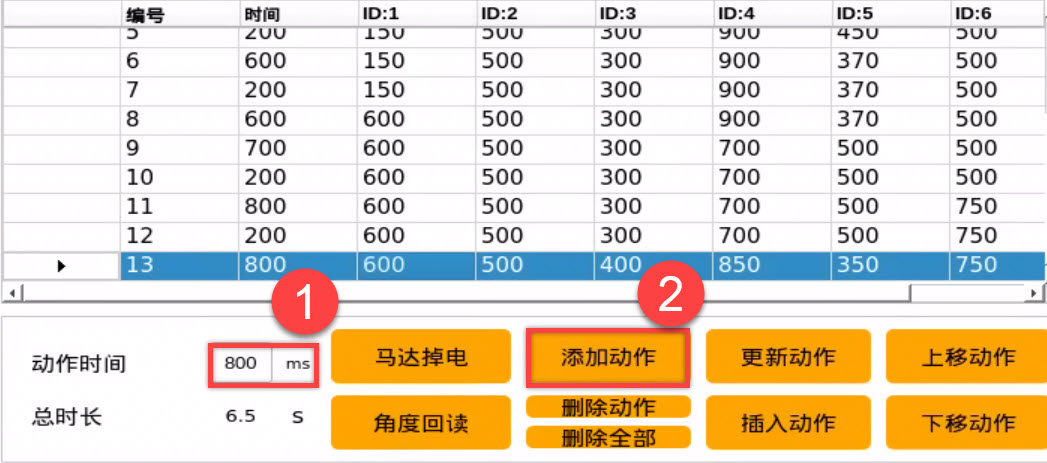 编号 时间 ID:1 ID:2 ID:3 ID:4 ID:5 ID:6
5 200 150 500 300 900 450 500
6 600 150 500 300 900 370 500
7 200 150 500 300 900 370 500
8 600 600 500 300 900 370 500
9 700 600 500 300 700 500 500
10 200 600 500 300 700 500 500
11 800 600 500 300 700 500 750
12 200 600 500 300 700 500 750
13 800 600 500 400 850 350 750
1 2
动作时间 800 ms 马达掉电 添加动作 更新动作 上移动作
总时长 6.5 S 角度回读 删除动作 插入动作 下移动作
删除全部